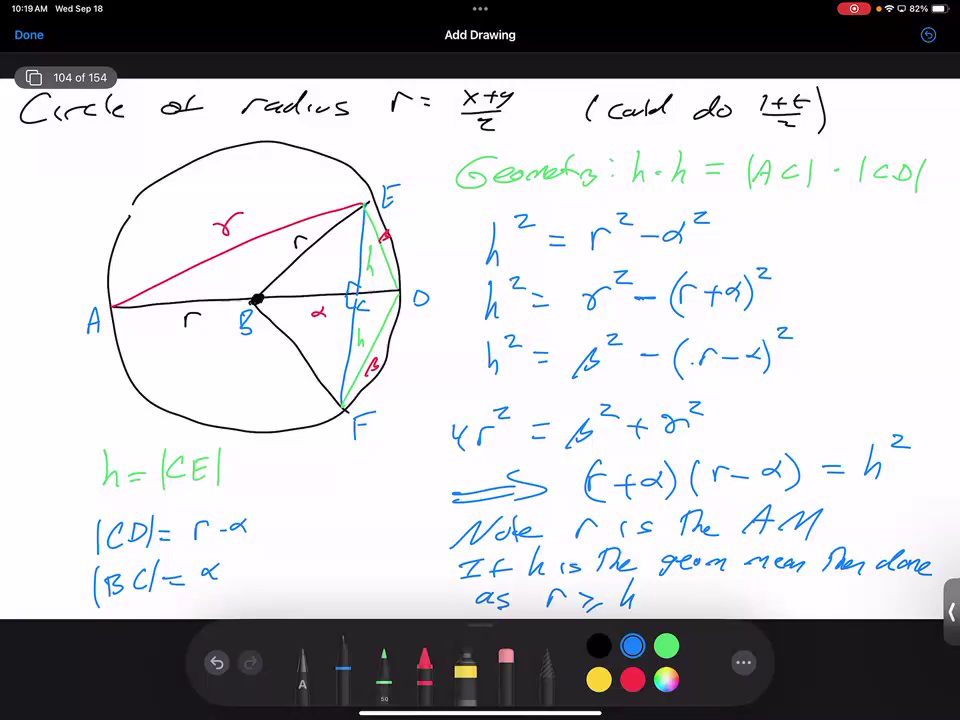 10:19 AM Wed Sep 18
82%
Done
Add Drawing
104 of 154
Circle of radius r = x+y/2 (could do 1+t/2)
Geometry: h·h = |AC| · |CD|
h² = r² - α²
h² = γ² - (r+α)²
h² = β² - (r-α)²
4r² = β² + γ²
⟹ (r+α)(r-α) = h²
Note r is the AM
If h is the geom mean then done
as r ≥ h
E
γ
r
β
h
A
r
B
α
C
D
h
β
F
h = |CE|
|CD| = r - α
|BC| = α
A
50